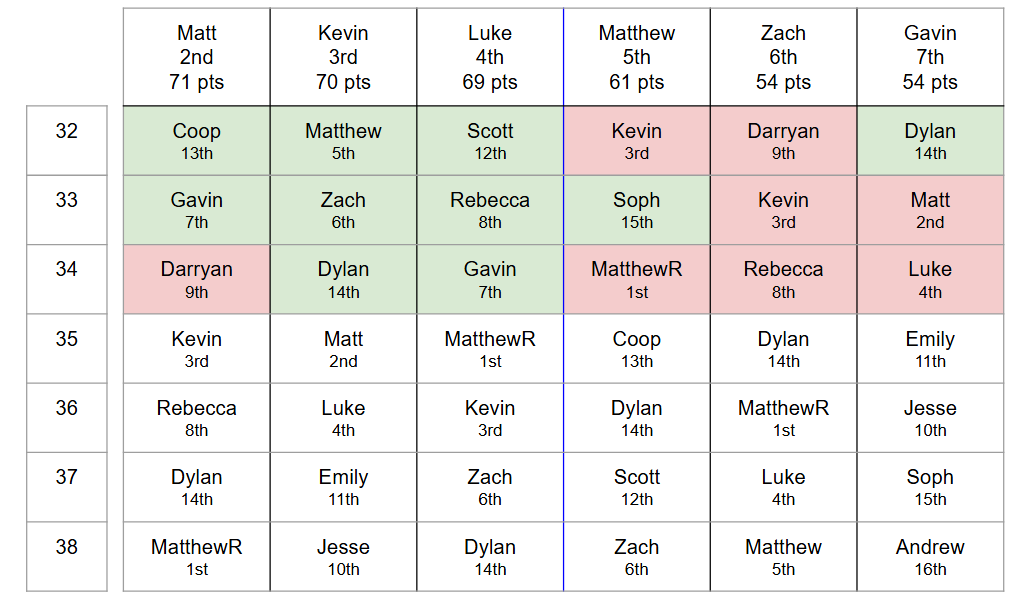 Matt Kevin Luke Matthew Zach Gavin
2nd 3rd 4th 5th 6th 7th
71 pts 70 pts 69 pts 61 pts 54 pts 54 pts
32 Coop Matthew Scott Kevin Darryan Dylan
13th 5th 12th 3rd 9th 14th
33 Gavin Zach Rebecca Soph Kevin Matt
7th 6th 8th 15th 3rd 2nd
34 Darryan Dylan Gavin MatthewR Rebecca Luke
9th 14th 7th 1st 8th 4th
35 Kevin Matt MatthewR Coop Dylan Emily
3rd 2nd 1st 13th 14th 11th
36 Rebecca Luke Kevin Dylan MatthewR Jesse
8th 4th 3rd 14th 1st 10th
37 Dylan Emily Zach Scott Luke Soph
14th 11th 6th 12th 4th 15th
38 MatthewR Jesse Dylan Zach Matthew Andrew
1st 10th 14th 6th 5th 16th